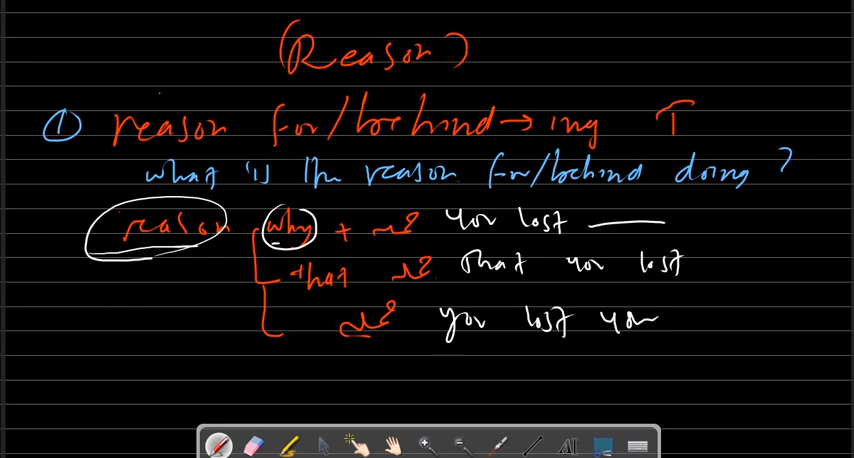 (Reason)
① reason for/behind → ing T
what is the reason for/behind doing ?
reason why + you lost
that that you lost
you lost you
AI